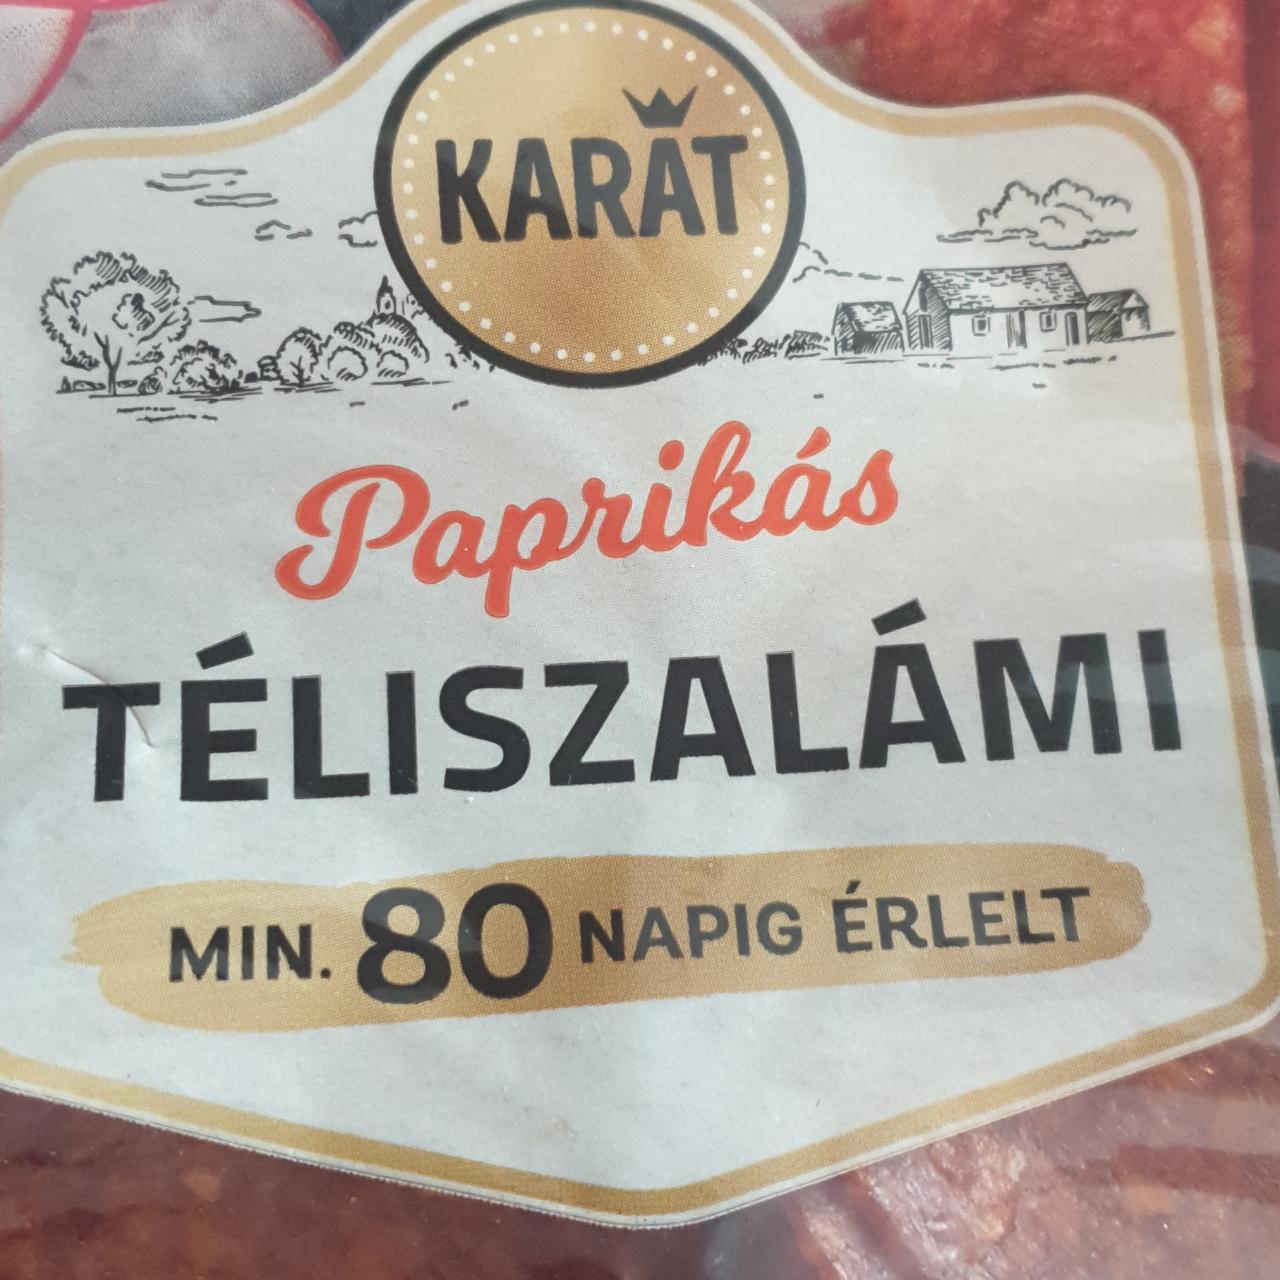 KARÁT
Paprikás
TÉLISZALÁMI
MIN. 80 NAPIG ÉRLELT